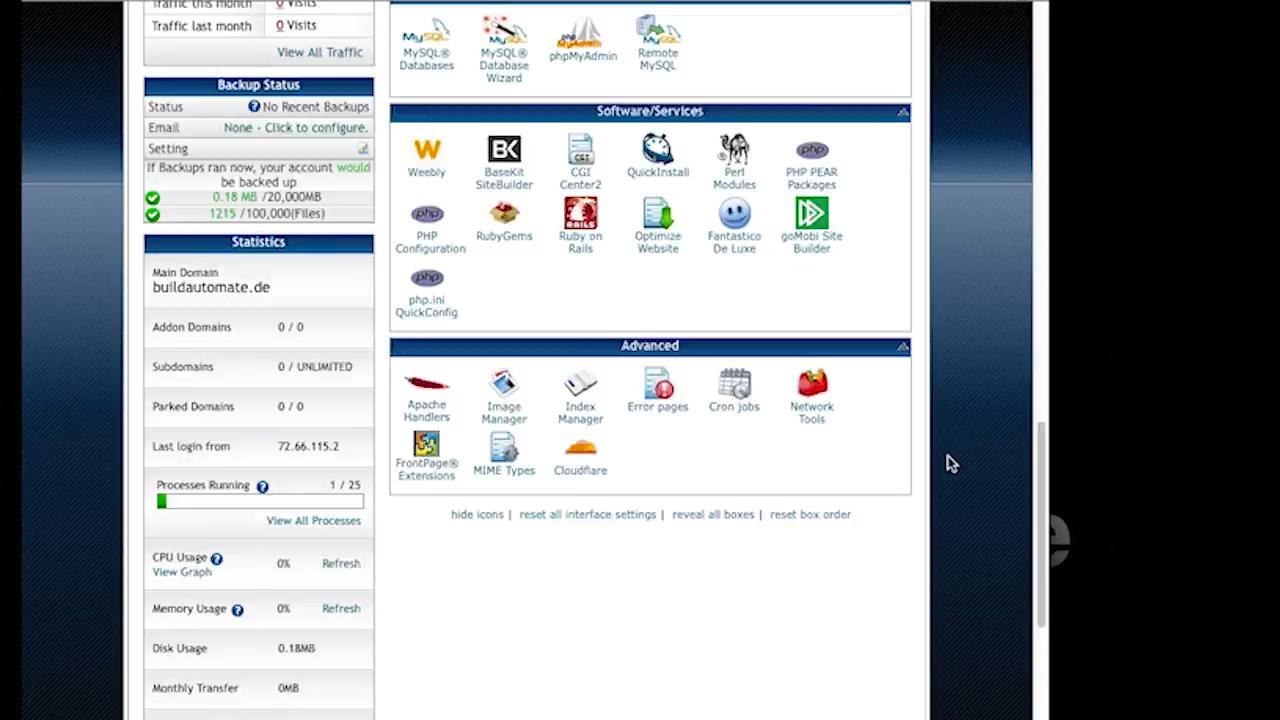 Traffic this month 0 Visits
Traffic last month 0 Visits
View All Traffic
Backup Status
Status No Recent Backups
Email None - Click to configure.
Setting
If Backups ran now, your account would
be backed up
0.18 MB /20,000MB
1215 /100,000(Files)
Statistics
Main Domain
buildautomate.de
Addon Domains 0 / 0
Subdomains 0 / UNLIMITED
Parked Domains 0 / 0
Last login from 72.66.115.2
Processes Running 1 / 25
View All Processes
CPU Usage 0% Refresh
View Graph
Memory Usage 0% Refresh
Disk Usage 0.18MB
Monthly Transfer 0MB
MySQL® Databases
MySQL® Database Wizard
phpMyAdmin
Remote MySQL
Software/Services
Weebly
BaseKit SiteBuilder
CGI Center2
QuickInstall
Perl Modules
PHP PEAR Packages
PHP Configuration
RubyGems
Ruby on Rails
Optimize Website
Fantastico De Luxe
goMobi Site Builder
php.ini QuickConfig
Advanced
Apache Handlers
Image Manager
Index Manager
Error pages
Cron jobs
Network Tools
FrontPage® Extensions
MIME Types
Cloudflare
hide icons | reset all interface settings | reveal all boxes | reset box order